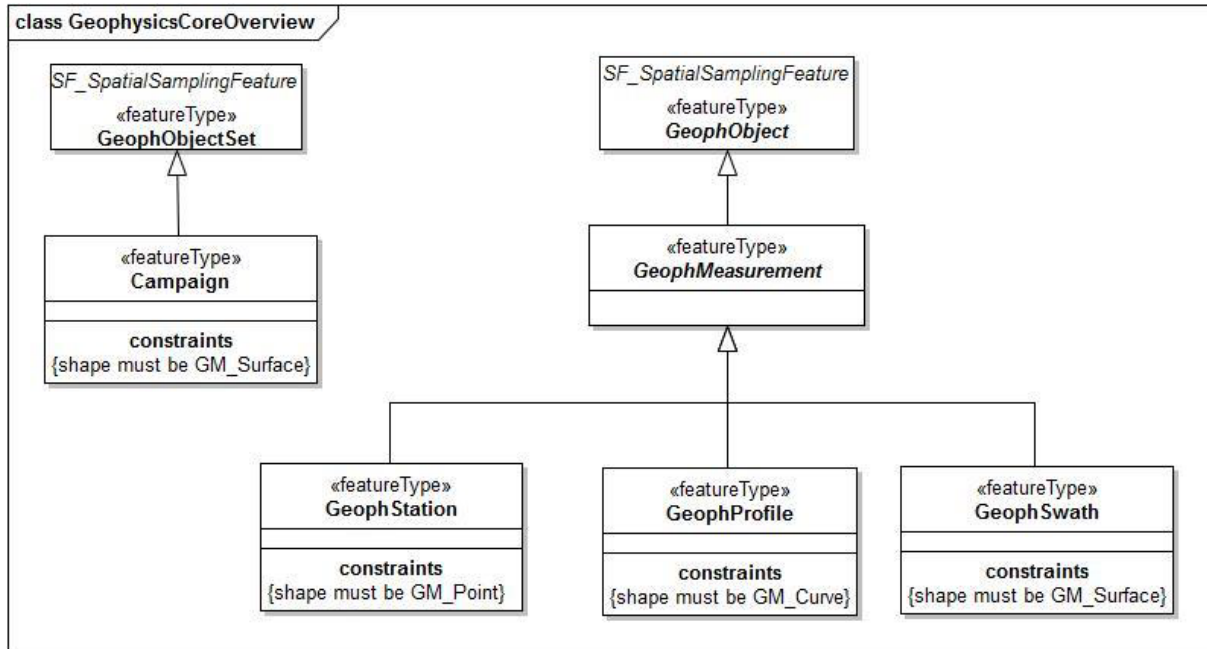 class GeophysicsCoreOverview
SF_SpatialSamplingFeature
«featureType»
GeophObjectSet
SF_SpatialSamplingFeature
«featureType»
GeophObject
«featureType»
Campaign
constraints
{shape must be GM_Surface}
«featureType»
GeophMeasurement
«featureType»
GeophStation
constraints
{shape must be GM_Point}
«featureType»
GeophProfile
constraints
{shape must be GM_Curve}
«featureType»
GeophSwath
constraints
{shape must be GM_Surface}